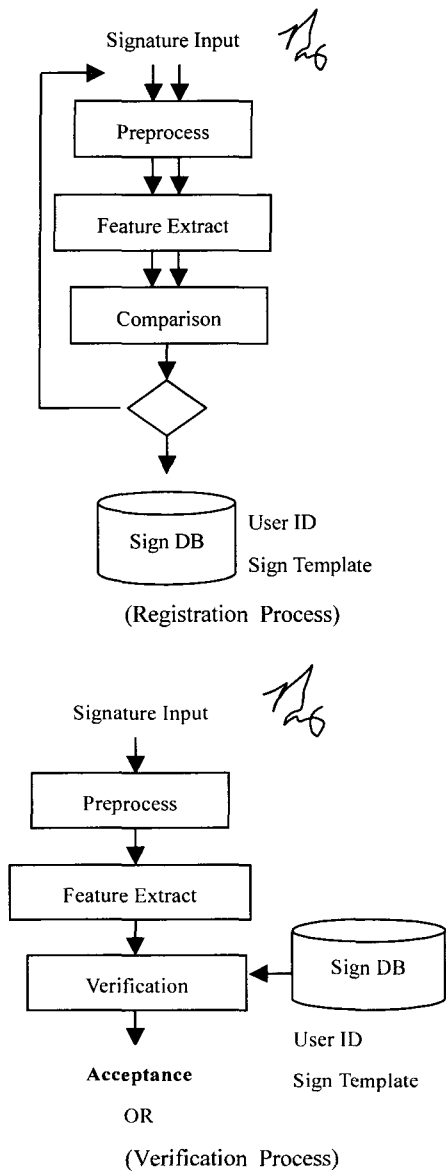 Signature Input
Preprocess
Feature Extract
Comparison
Sign DB
User ID
Sign Template
(Registration Process)
Signature Input
Preprocess
Feature Extract
Verification
Sign DB
User ID
Sign Template
Acceptance
OR
(Verification Process)